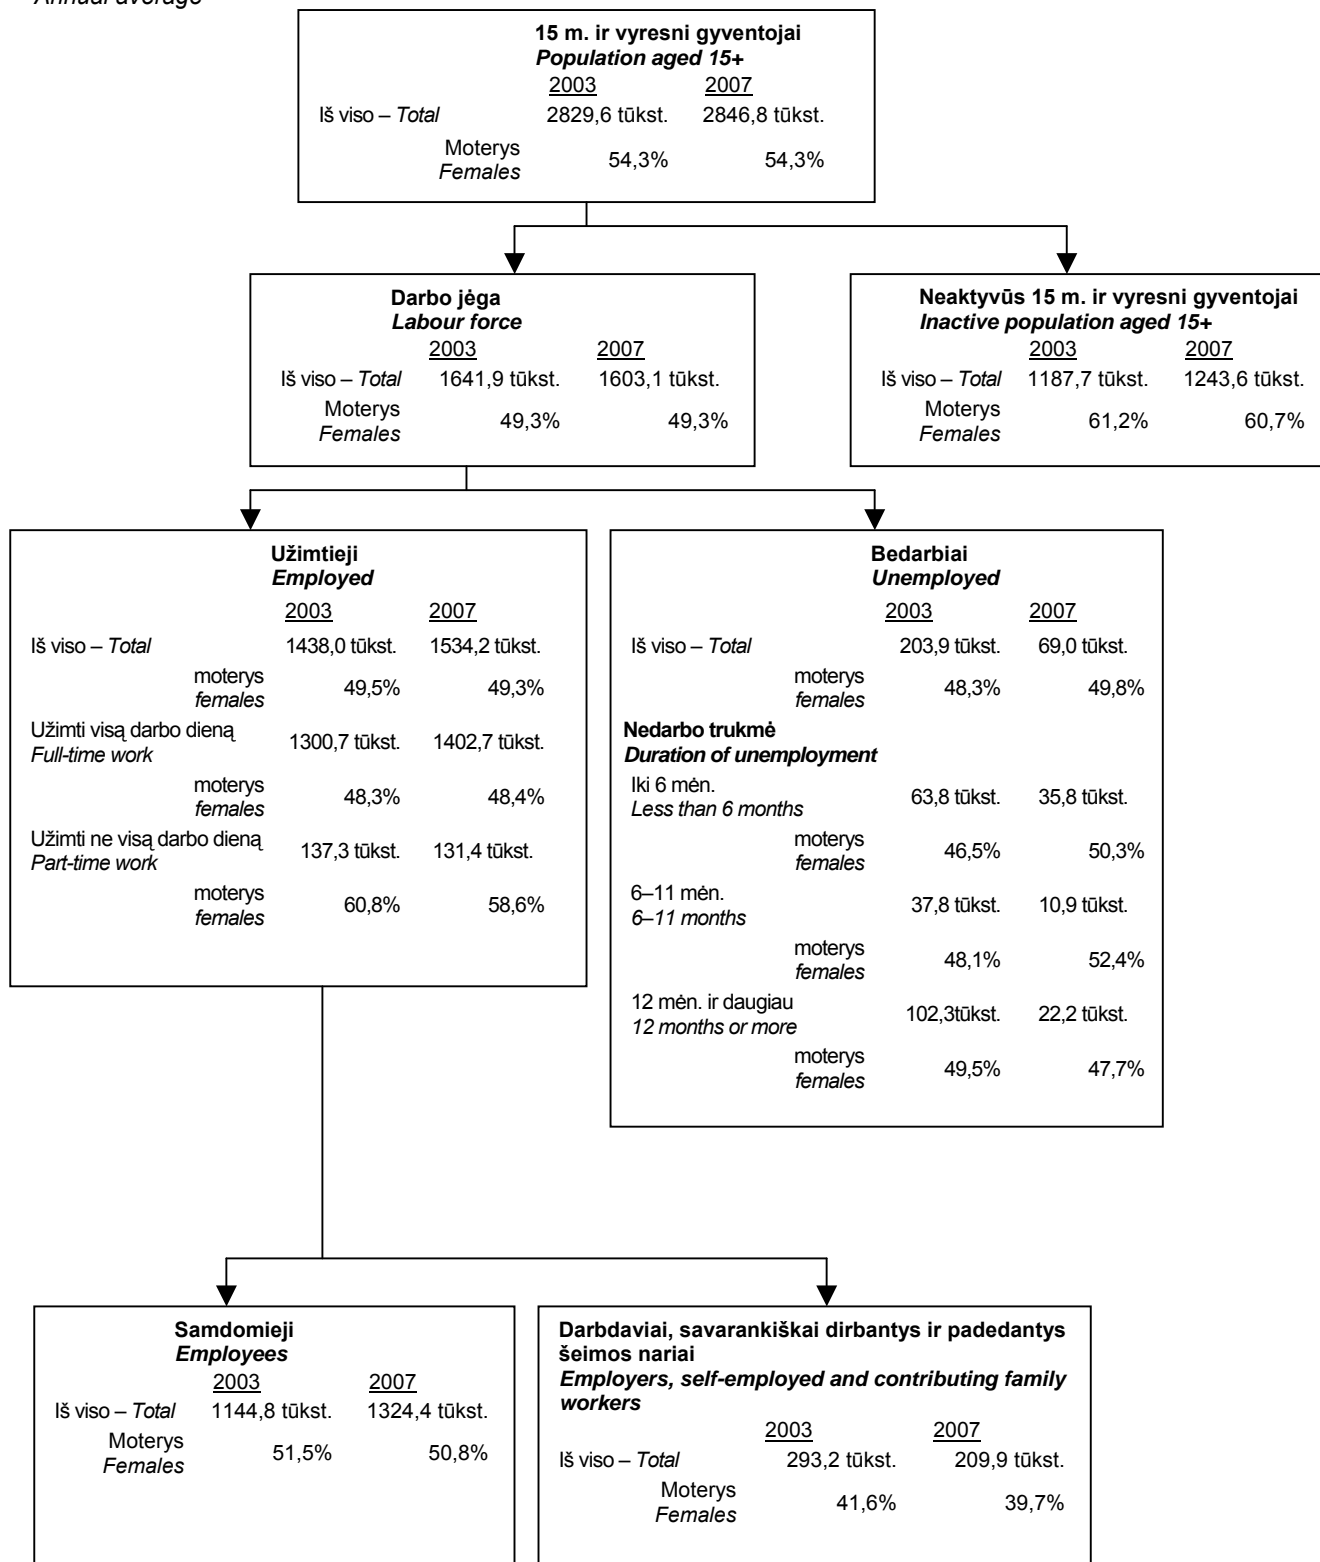 Annual average
15 m. ir vyresni gyventojai
Population aged 15+
2003 2007
Iš viso – Total 2829,6 tūkst. 2846,8 tūkst.
Moterys
Females 54,3% 54,3%
Darbo jėga
Labour force
2003 2007
Iš viso – Total 1641,9 tūkst. 1603,1 tūkst.
Moterys
Females 49,3% 49,3%
Neaktyvūs 15 m. ir vyresni gyventojai
Inactive population aged 15+
2003 2007
Iš viso – Total 1187,7 tūkst. 1243,6 tūkst.
Moterys
Females 61,2% 60,7%
Užimtieji
Employed
2003 2007
Iš viso – Total 1438,0 tūkst. 1534,2 tūkst.
moterys
females 49,5% 49,3%
Užimti visą darbo dieną
Full-time work 1300,7 tūkst. 1402,7 tūkst.
moterys
females 48,3% 48,4%
Užimti ne visą darbo dieną
Part-time work 137,3 tūkst. 131,4 tūkst.
moterys
females 60,8% 58,6%
Bedarbiai
Unemployed
2003 2007
Iš viso – Total 203,9 tūkst. 69,0 tūkst.
moterys
females 48,3% 49,8%
Nedarbo trukmė
Duration of unemployment
Iki 6 mėn.
Less than 6 months 63,8 tūkst. 35,8 tūkst.
moterys
females 46,5% 50,3%
6–11 mėn.
6–11 months 37,8 tūkst. 10,9 tūkst.
moterys
females 48,1% 52,4%
12 mėn. ir daugiau
12 months or more 102,3tūkst. 22,2 tūkst.
moterys
females 49,5% 47,7%
Samdomieji
Employees
2003 2007
Iš viso – Total 1144,8 tūkst. 1324,4 tūkst.
Moterys
Females 51,5% 50,8%
Darbdaviai, savarankiškai dirbantys ir padedantys
šeimos nariai
Employers, self-employed and contributing family
workers
2003 2007
Iš viso – Total 293,2 tūkst. 209,9 tūkst.
Moterys
Females 41,6% 39,7%